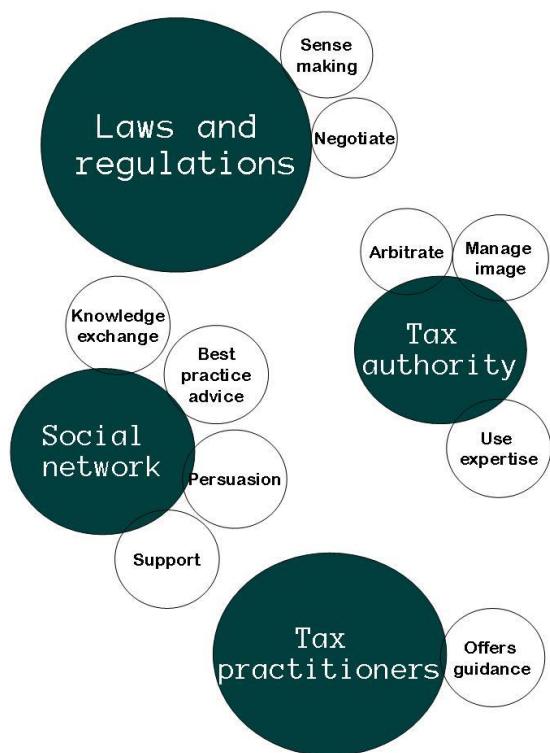 Sense
making
Laws and
regulations
Negotiate
Arbitrate
Manage
image
Tax
authority
Use
expertise
Knowledge
exchange
Best
practice
advice
Social
network
Persuasion
Support
Tax
practitioners
Offers
guidance